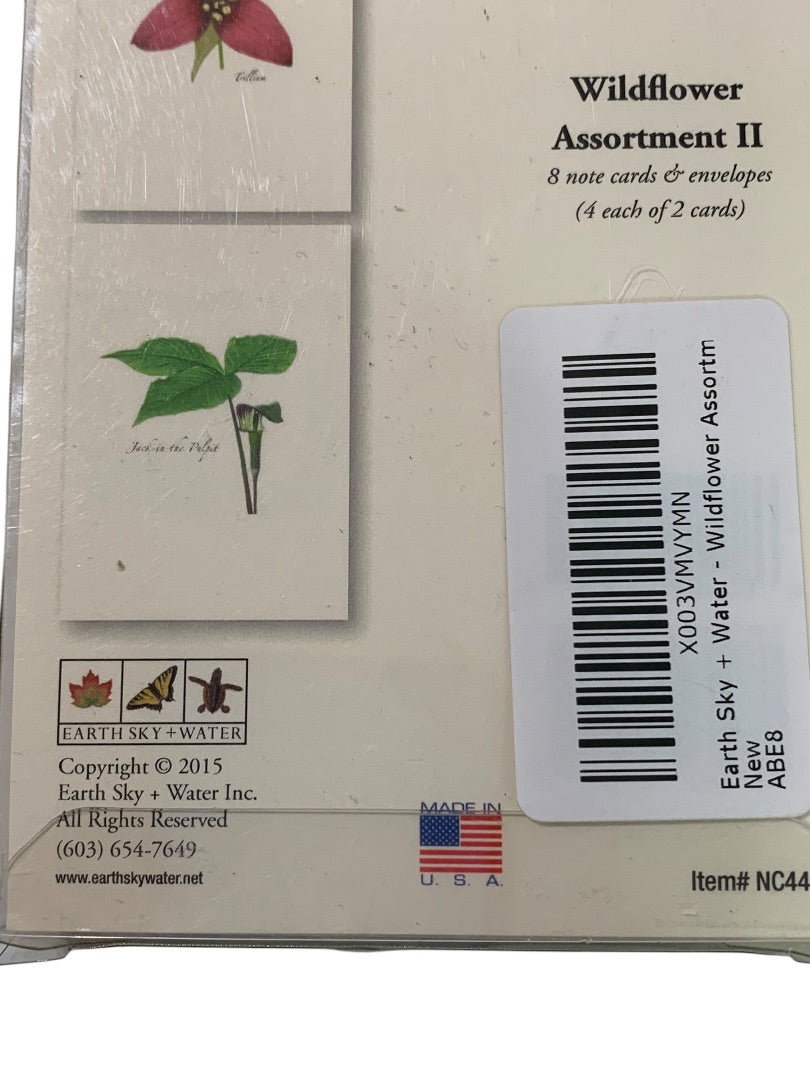 Trillium
Wildflower
Assortment II
8 note cards & envelopes
(4 each of 2 cards)
Jack-in-the Pulpit
X003VMVYMN
Earth Sky + Water - Wildflower Assortm
New
ABE8
EARTH SKY+WATER
Copyright © 2015
Earth Sky + Water Inc.
All Rights Reserved
(603) 654-7649
www.earthskywater.net
MADE IN
U. S. A.
Item# NC44